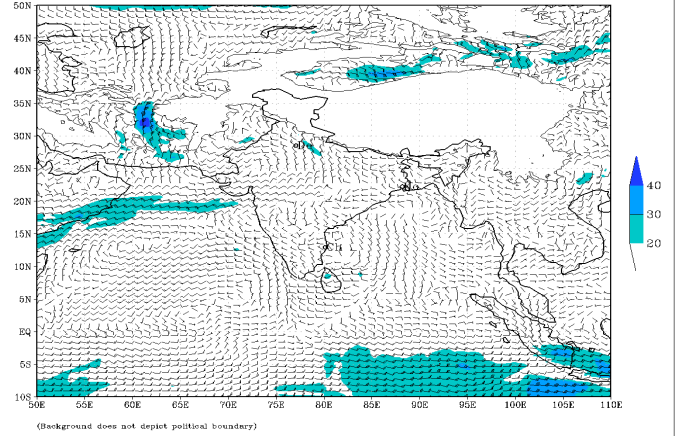 50N
45N
40N
35N
30N
25N
20N
15N
10N
5N
EQ
5S
10S
50E 55E 60E 65E 70E 75E 80E 85E 90E 95E 100E 105E 110E
40
30
20
(Background does not depict political boundary)